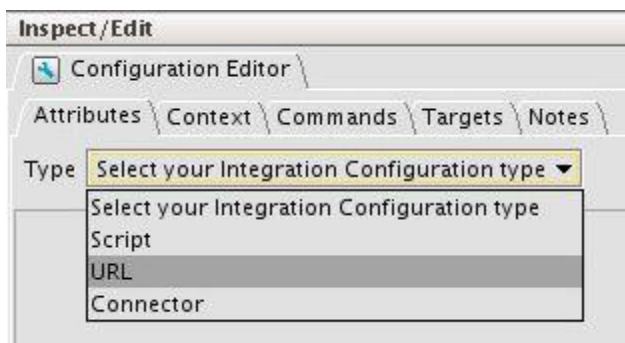 Inspect/Edit
Configuration Editor
Attributes Context Commands Targets Notes
Type Select your Integration Configuration type
Select your Integration Configuration type
Script
URL
Connector